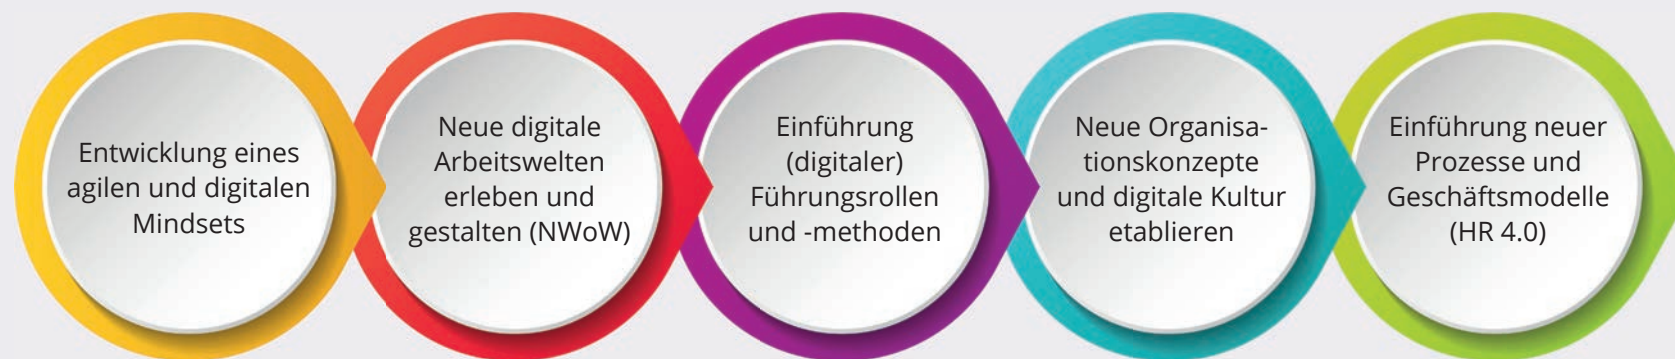 Entwicklung eines
agilen und digitalen
Mindsets
Neue digitale
Arbeitswelten
erleben und
gestalten (NWoW)
Einführung
(digitaler)
Führungsrollen
und -methoden
Neue Organisa-
tionskonzepte
und digitale Kultur
etablieren
Einführung neuer
Prozesse und
Geschäftsmodelle
(HR 4.0)